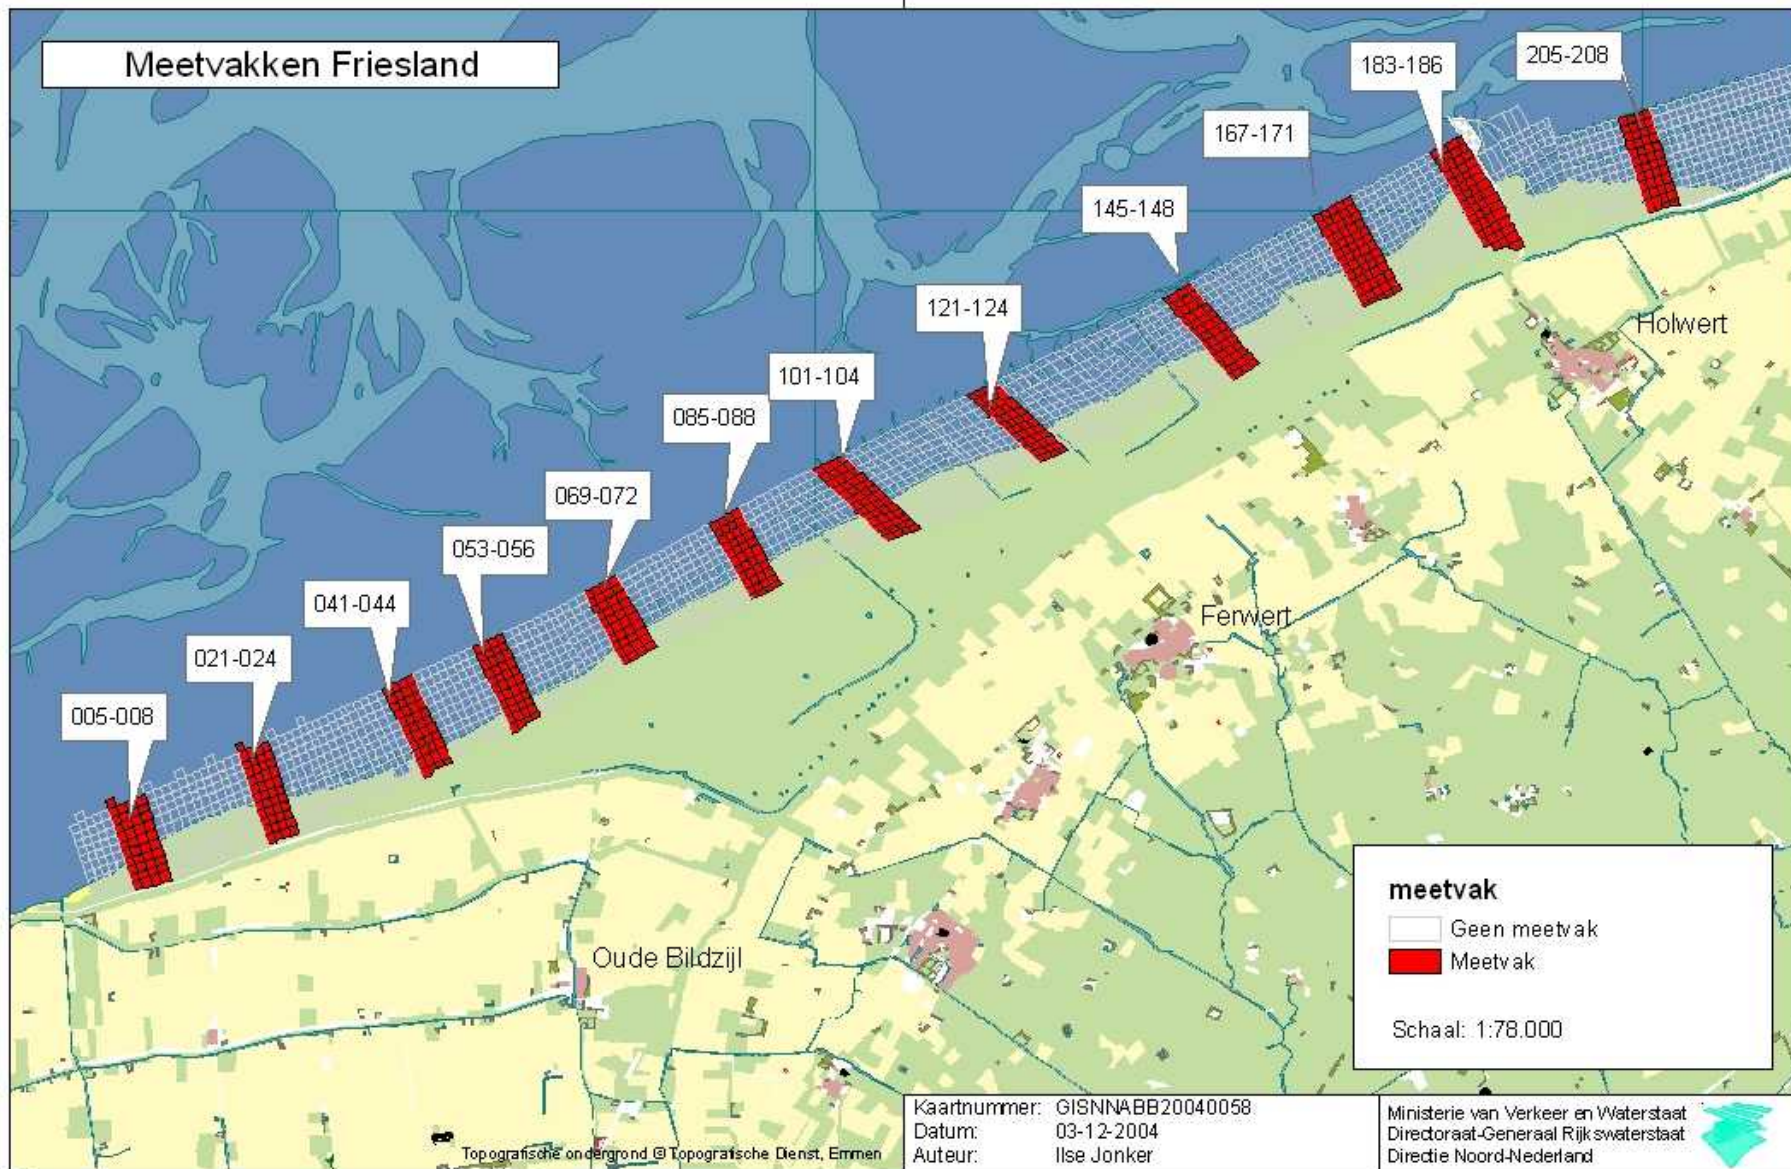 Meetvakken Friesland
205-208
183-186
167-171
145-148
121-124
101-104
085-088
069-072
053-056
041-044
021-024
005-008
Holwert
Ferwert
Oude Bildzijl
meetvak
Geen meetvak
Meetvak
Schaal: 1:78.000
Topografische ondergrond © Topografische Dienst, Emmen
Kaartnummer: GISNNABB20040058
Datum: 03-12-2004
Auteur: Ilse Jonker
Ministerie van Verkeer en Waterstaat
Directoraat-Generaal Rijkswaterstaat
Directie Noord-Nederland